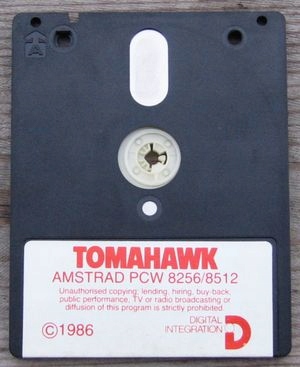 A
TOMAHAWK
AMSTRAD PCW 8256/8512
Unauthorised copying, lending, hiring, buy-back,
public performance, TV or radio broadcasting or
diffusion of this program is strictly prohibited.
©1986
DIGITAL
INTEGRATION